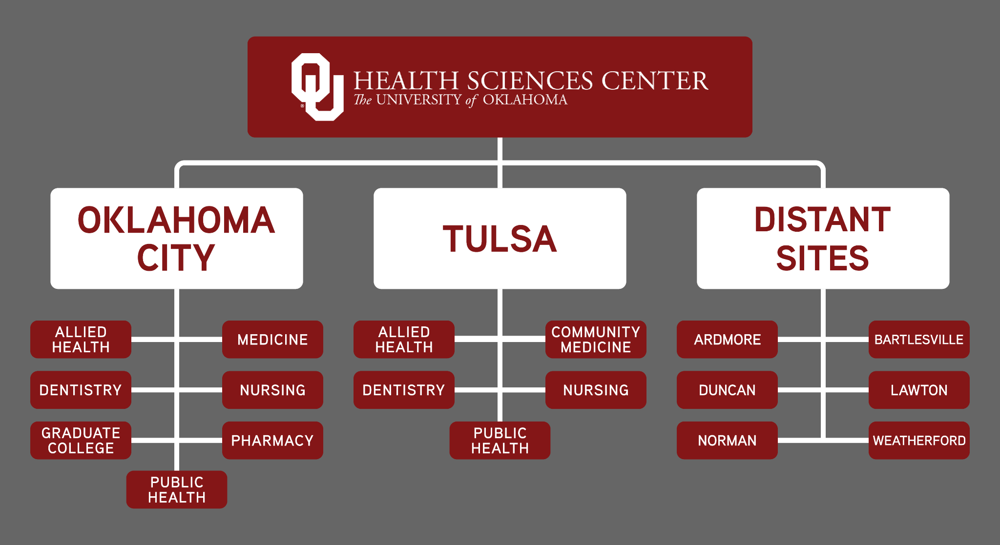 OU HEALTH SCIENCES CENTER
® The UNIVERSITY of OKLAHOMA
OKLAHOMA
CITY
TULSA
DISTANT
SITES
ALLIED
HEALTH
MEDICINE
DENTISTRY
NURSING
GRADUATE
COLLEGE
PHARMACY
PUBLIC
HEALTH
ALLIED
HEALTH
COMMUNITY
MEDICINE
DENTISTRY
NURSING
PUBLIC
HEALTH
ARDMORE
BARTLESVILLE
DUNCAN
LAWTON
NORMAN
WEATHERFORD